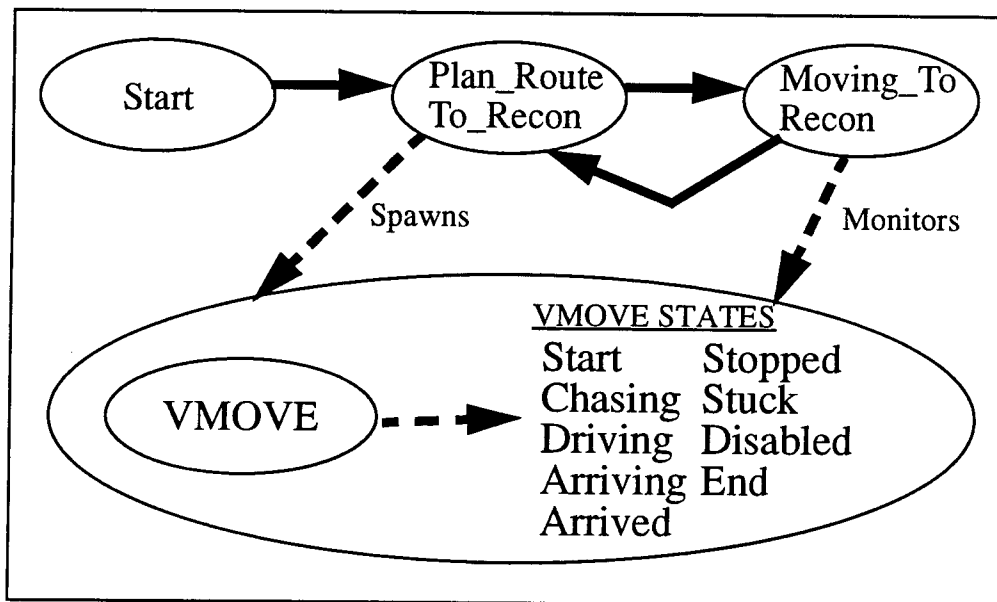 Start
Plan_Route
To_Recon
Moving_To
Recon
Spawns
Monitors
VMOVE
VMOVE STATES
Start Stopped
Chasing Stuck
Driving Disabled
Arriving End
Arrived